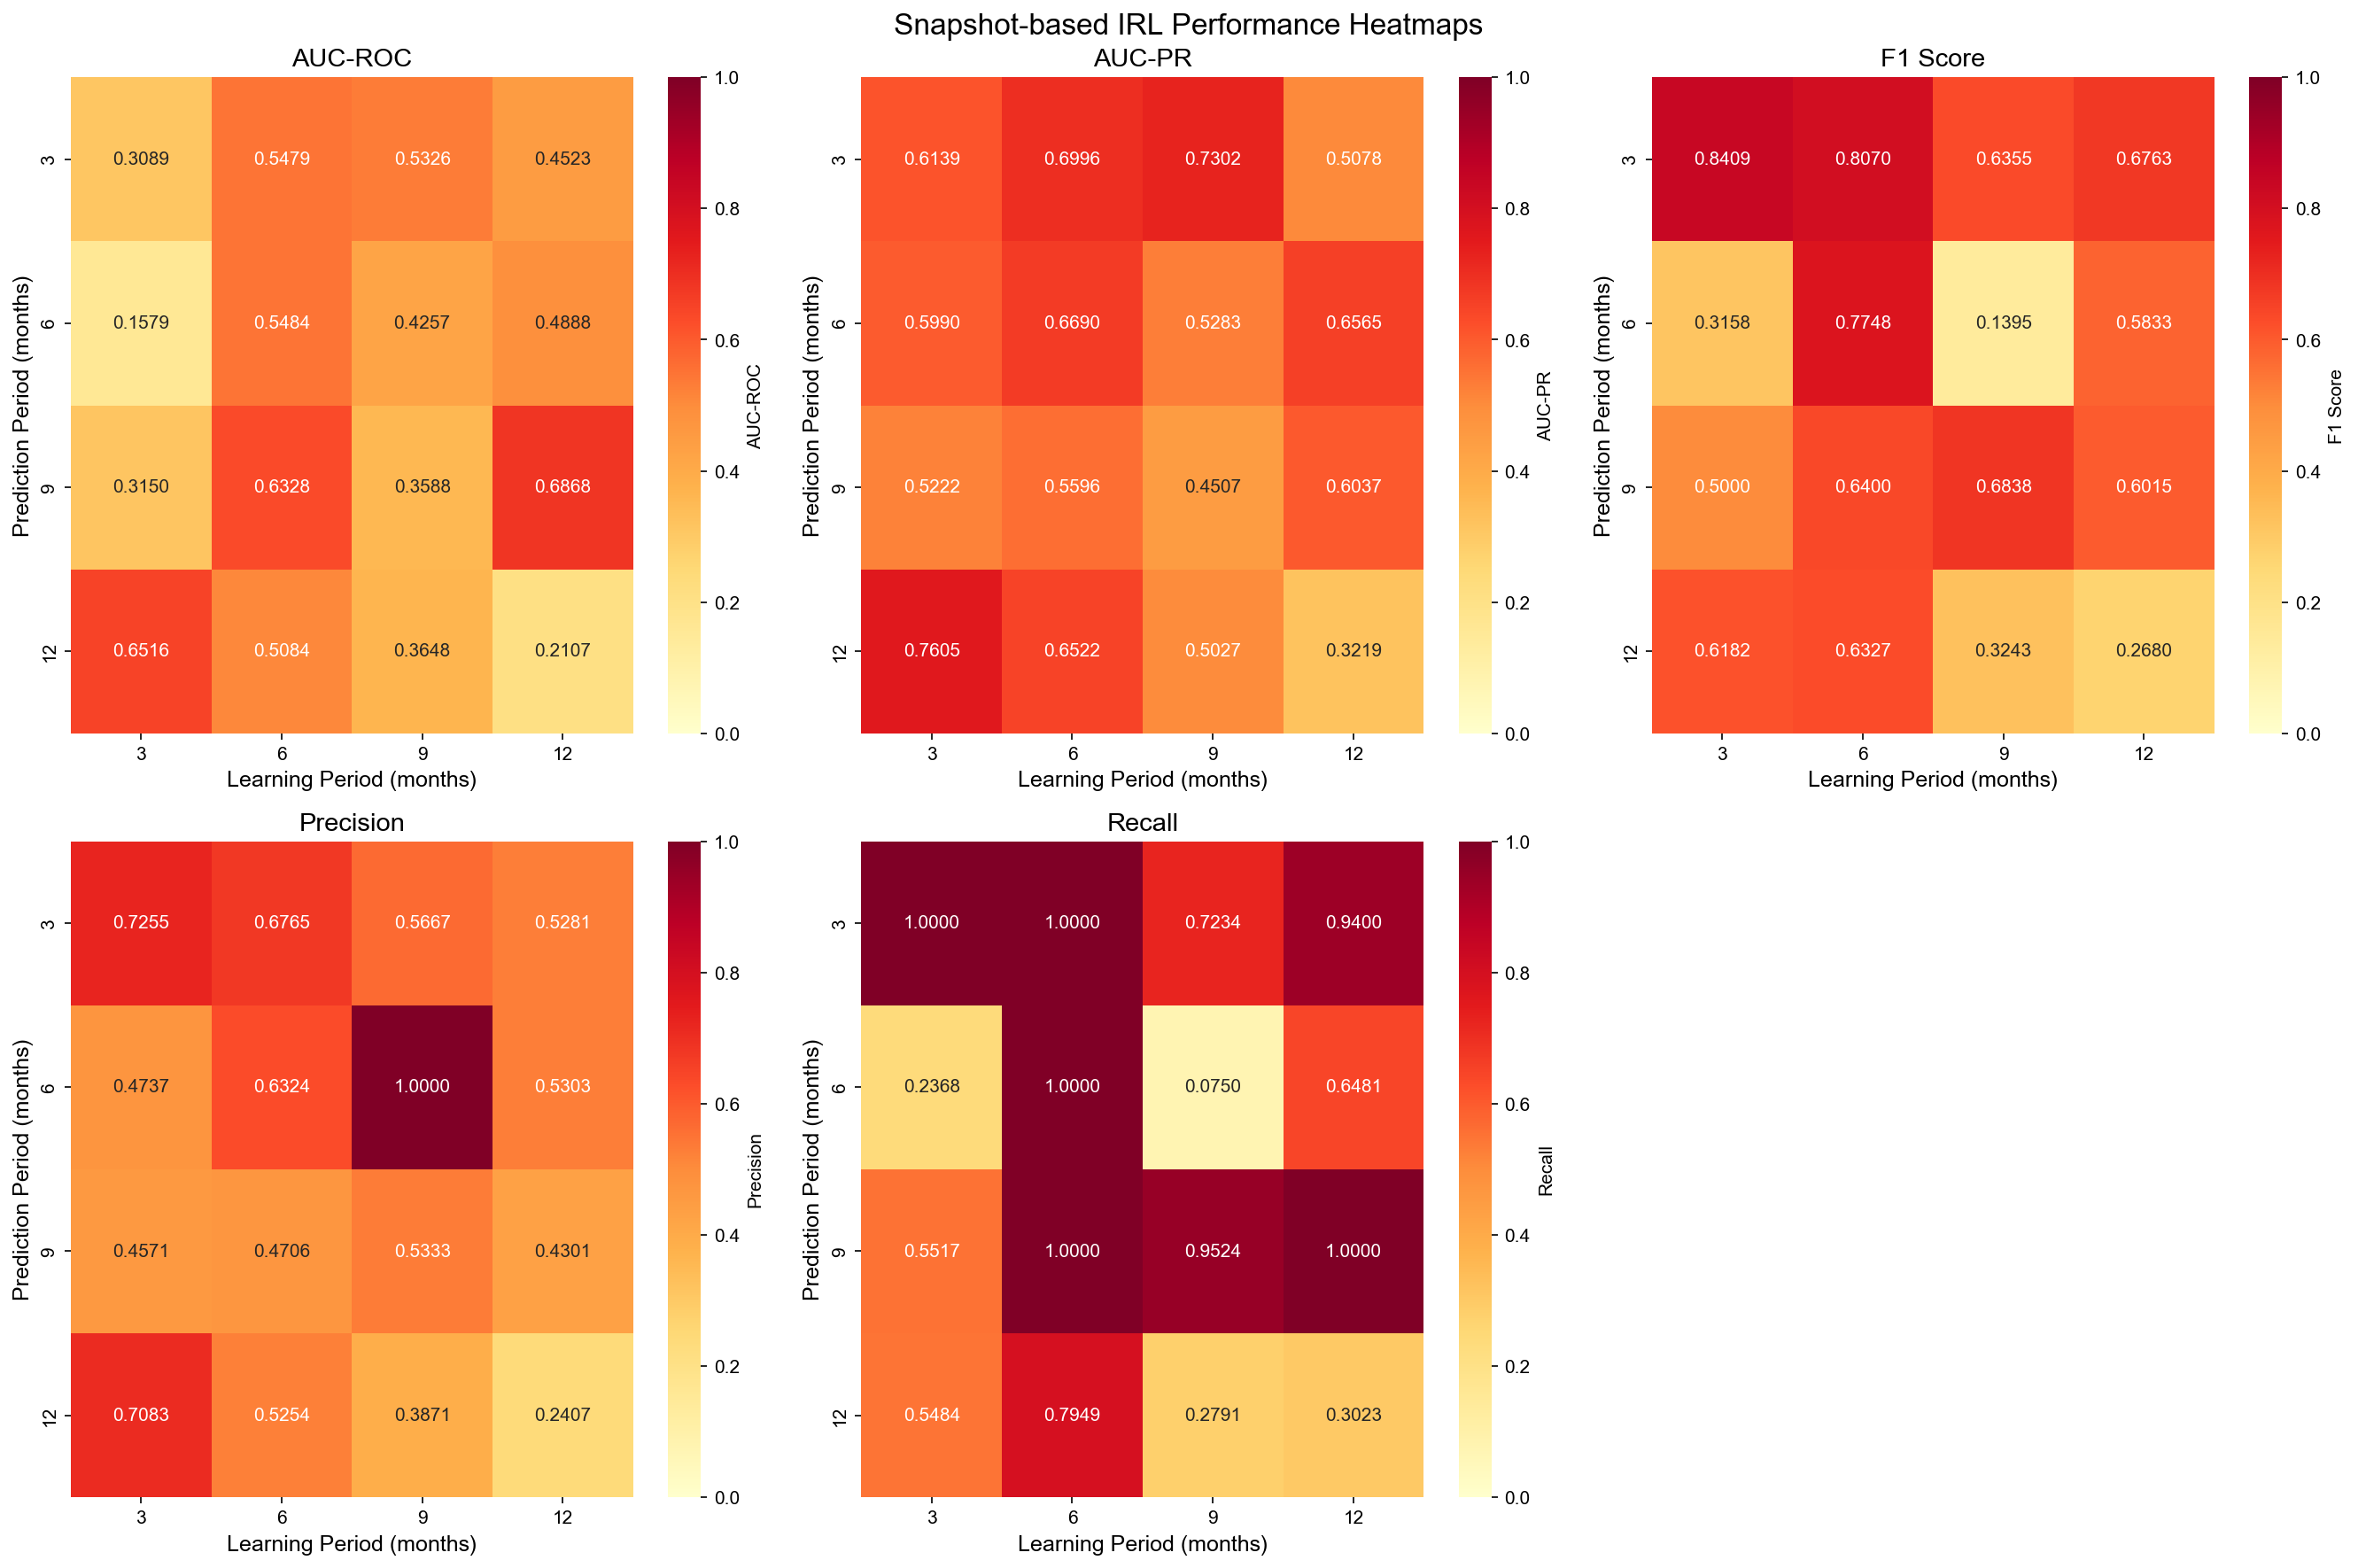 Snapshot-based IRL Performance Heatmaps
AUC-ROC
3 0.3089 0.5479 0.5326 0.4523
6 0.1579 0.5484 0.4257 0.4888
9 0.3150 0.6328 0.3588 0.6868
12 0.6516 0.5084 0.3648 0.2107
3 6 9 12
Learning Period (months)
Prediction Period (months)
1.0
0.8
0.6
0.4
0.2
0.0
AUC-ROC
AUC-PR
3 0.6139 0.6996 0.7302 0.5078
6 0.5990 0.6690 0.5283 0.6565
9 0.5222 0.5596 0.4507 0.6037
12 0.7605 0.6522 0.5027 0.3219
3 6 9 12
Learning Period (months)
Prediction Period (months)
1.0
0.8
0.6
0.4
0.2
0.0
AUC-PR
F1 Score
3 0.8409 0.8070 0.6355 0.6763
6 0.3158 0.7748 0.1395 0.5833
9 0.5000 0.6400 0.6838 0.6015
12 0.6182 0.6327 0.3243 0.2680
3 6 9 12
Learning Period (months)
Prediction Period (months)
1.0
0.8
0.6
0.4
0.2
0.0
F1 Score
Precision
3 0.7255 0.6765 0.5667 0.5281
6 0.4737 0.6324 1.0000 0.5303
9 0.4571 0.4706 0.5333 0.4301
12 0.7083 0.5254 0.3871 0.2407
3 6 9 12
Learning Period (months)
Prediction Period (months)
1.0
0.8
0.6
0.4
0.2
0.0
Precision
Recall
3 1.0000 1.0000 0.7234 0.9400
6 0.2368 1.0000 0.0750 0.6481
9 0.5517 1.0000 0.9524 1.0000
12 0.5484 0.7949 0.2791 0.3023
3 6 9 12
Learning Period (months)
Prediction Period (months)
1.0
0.8
0.6
0.4
0.2
0.0
Recall